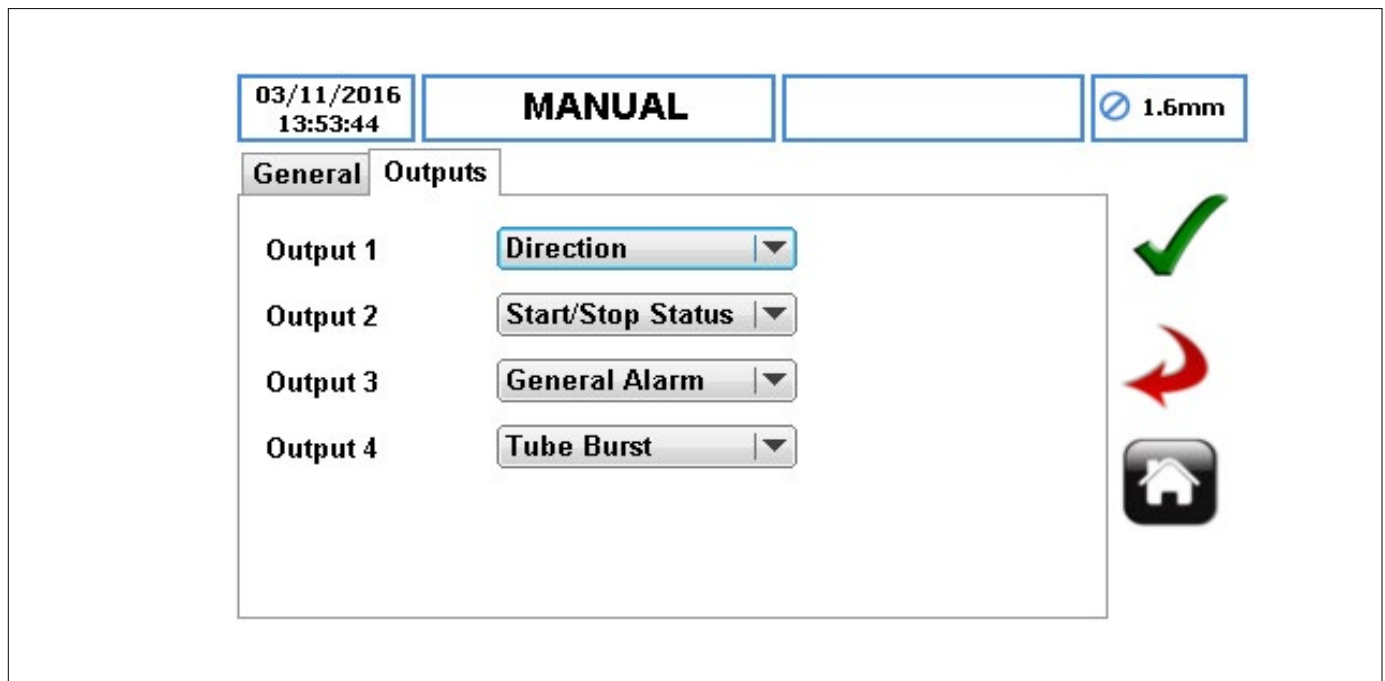 03/11/2016
13:53:44
MANUAL
1.6mm
General
Outputs
Output 1
Direction
Output 2
Start/Stop Status
Output 3
General Alarm
Output 4
Tube Burst